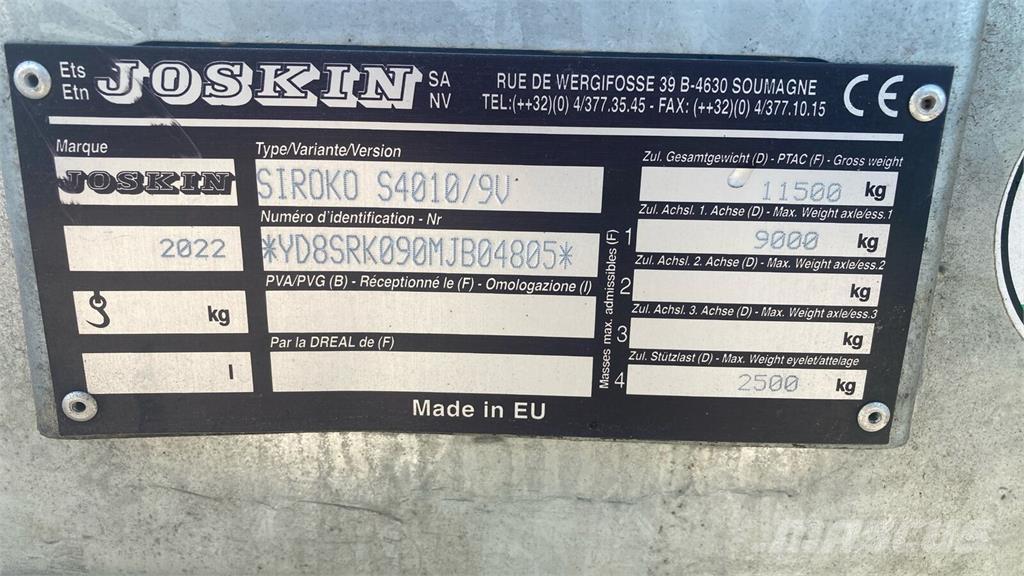 Ets
Etn JOSKIN SA
NV
RUE DE WERGIFOSSE 39 B-4630 SOUMAGNE
TEL:(++32)(0) 4/377.35.45 - FAX: (++32)(0) 4/377.10.15
CE
Marque
JOSKIN
2022
kg
l
Type/Variante/Version
SIROKO S4010/9V
Numéro d'identification - Nr
*YD8SRK090MJB04805*
PVA/PVG (B) - Réceptionné le (F) - Omologazione (I)
Par la DREAL de (F)
Made in EU
Masses max. admissibles (F)
Zul. Gesamtgewicht (D) - PTAC (F) - Gross weight
11500 kg
Zul. Achsl. 1. Achse (D) - Max. Weight axle/ess.1
1 9000 kg
Zul. Achsl. 2. Achse (D) - Max. Weight axle/ess.2
2 kg
Zul. Achsl. 3. Achse (D) - Max. Weight axle/ess.3
3 kg
Zul. Stützlast (D) - Max. Weight eyelet/attelage
4 2500 kg
MASCUS